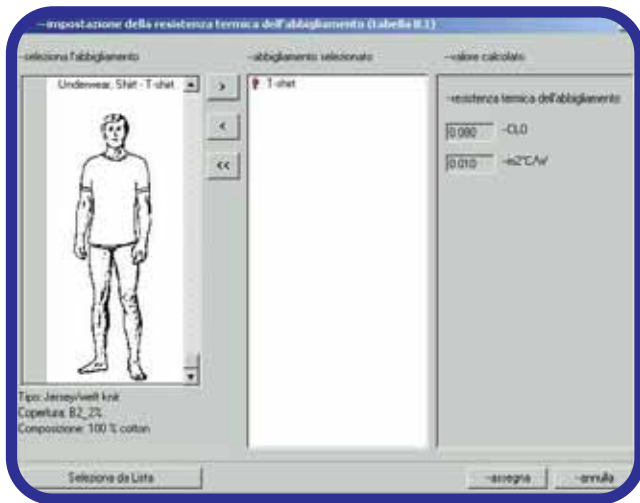 --impostazione della resistenza termica dell'abbigliamento (tabella B.1)
--seleziona l'abbigliamento
--abbigliamento selezionato
--valore calcolato
Underwear, Shirt - T-shirt
>
<
<<
T-shirt
--resistenza termica dell'abbigliamento
0.080 --CLO
0.010 --m2°C/W
Tipo: Jersey/welt knit
Copertura: B2_2%
Composizione: 100 % cotton
Seleziona da Lista
--assegna
--annulla